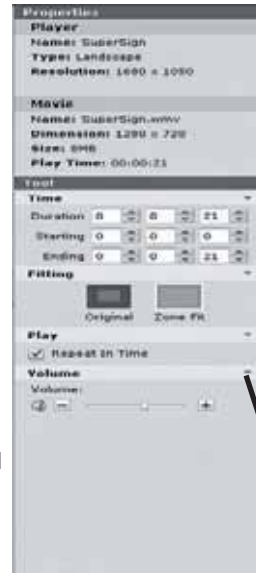 Properties
Player
Name: SuperSign
Type: Landscape
Resolution: 1680 x 1050
Movie
Name: SuperSign.wmv
Dimension: 1280 x 720
Size: 8MB
Play Time: 00:00:21
Tool
Time
Duration 0 0 21
Starting 0 0 0
Ending 0 0 21
Fitting
Original Zone Fit
Play
Repeat In Time
Volume
Volume: